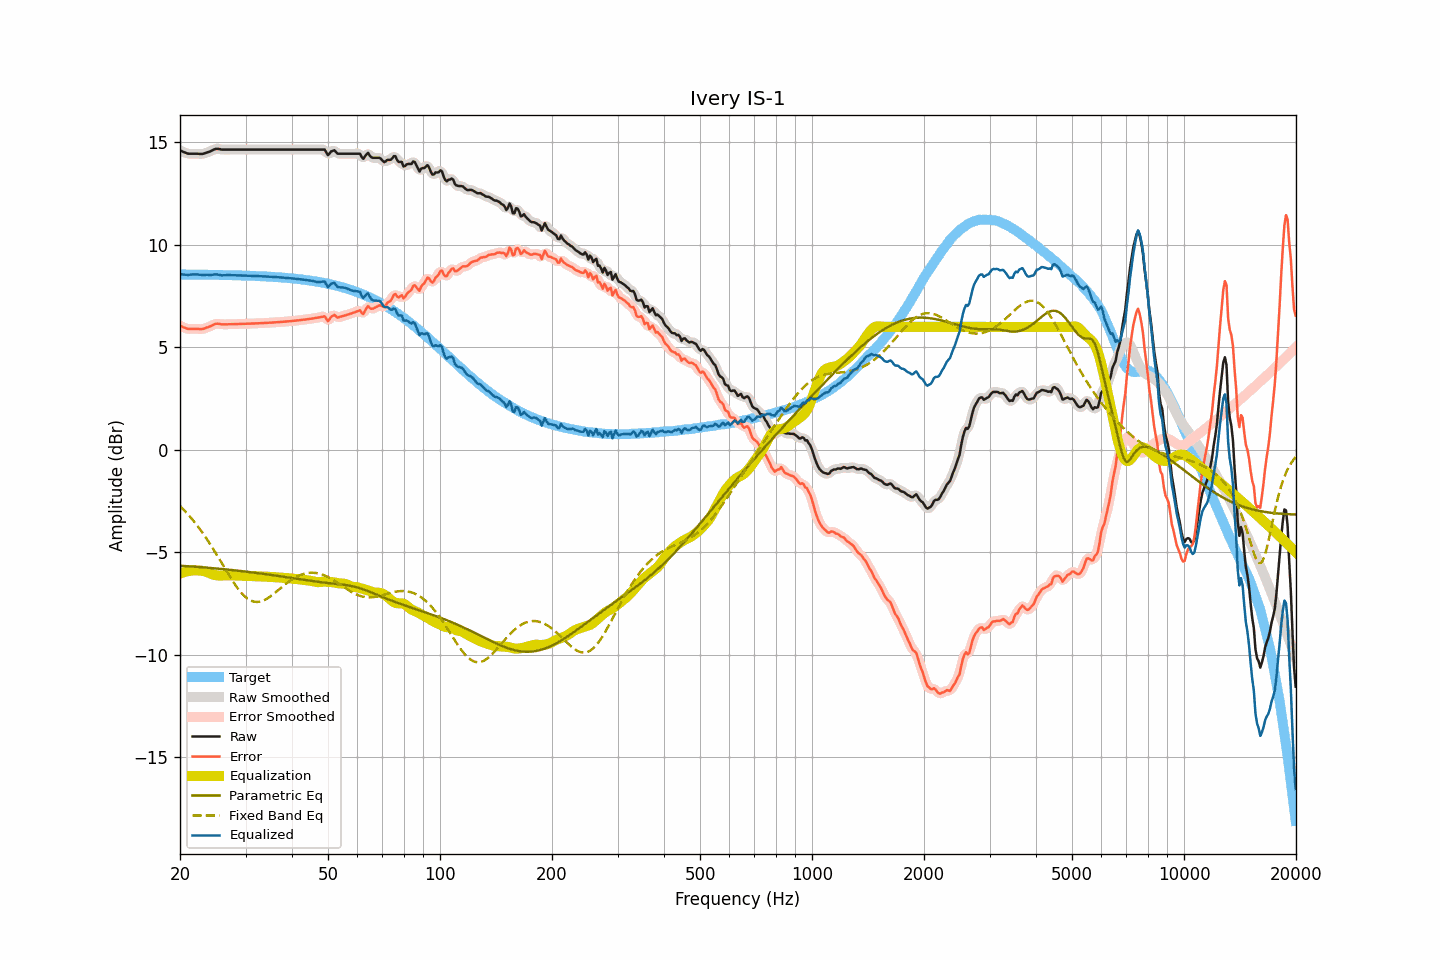 Ivery IS-1
Amplitude (dBr)
15
10
5
0
−5
−10
−15
Target
Raw Smoothed
Error Smoothed
Raw
Error
Equalization
Parametric Eq
Fixed Band Eq
Equalized
20 50 100 200 500 1000 2000 5000 10000 20000
Frequency (Hz)